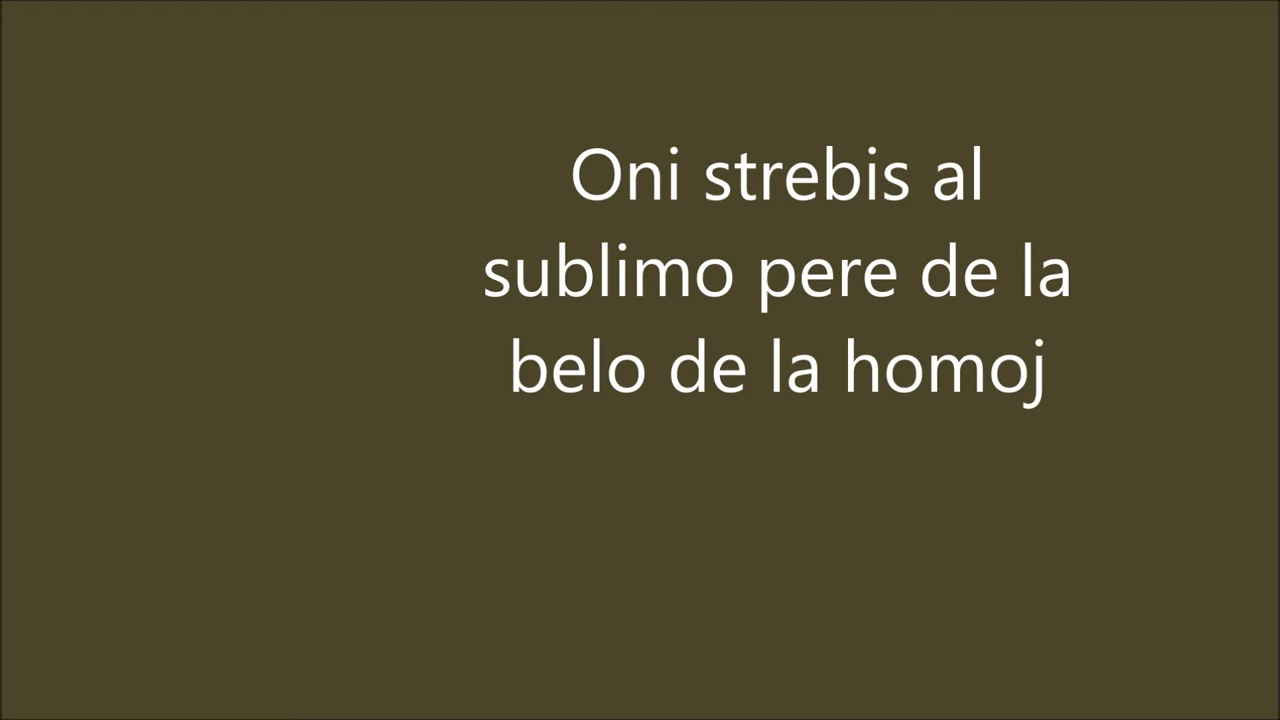 Oni strebis al
sublimo pere de la
belo de la homoj